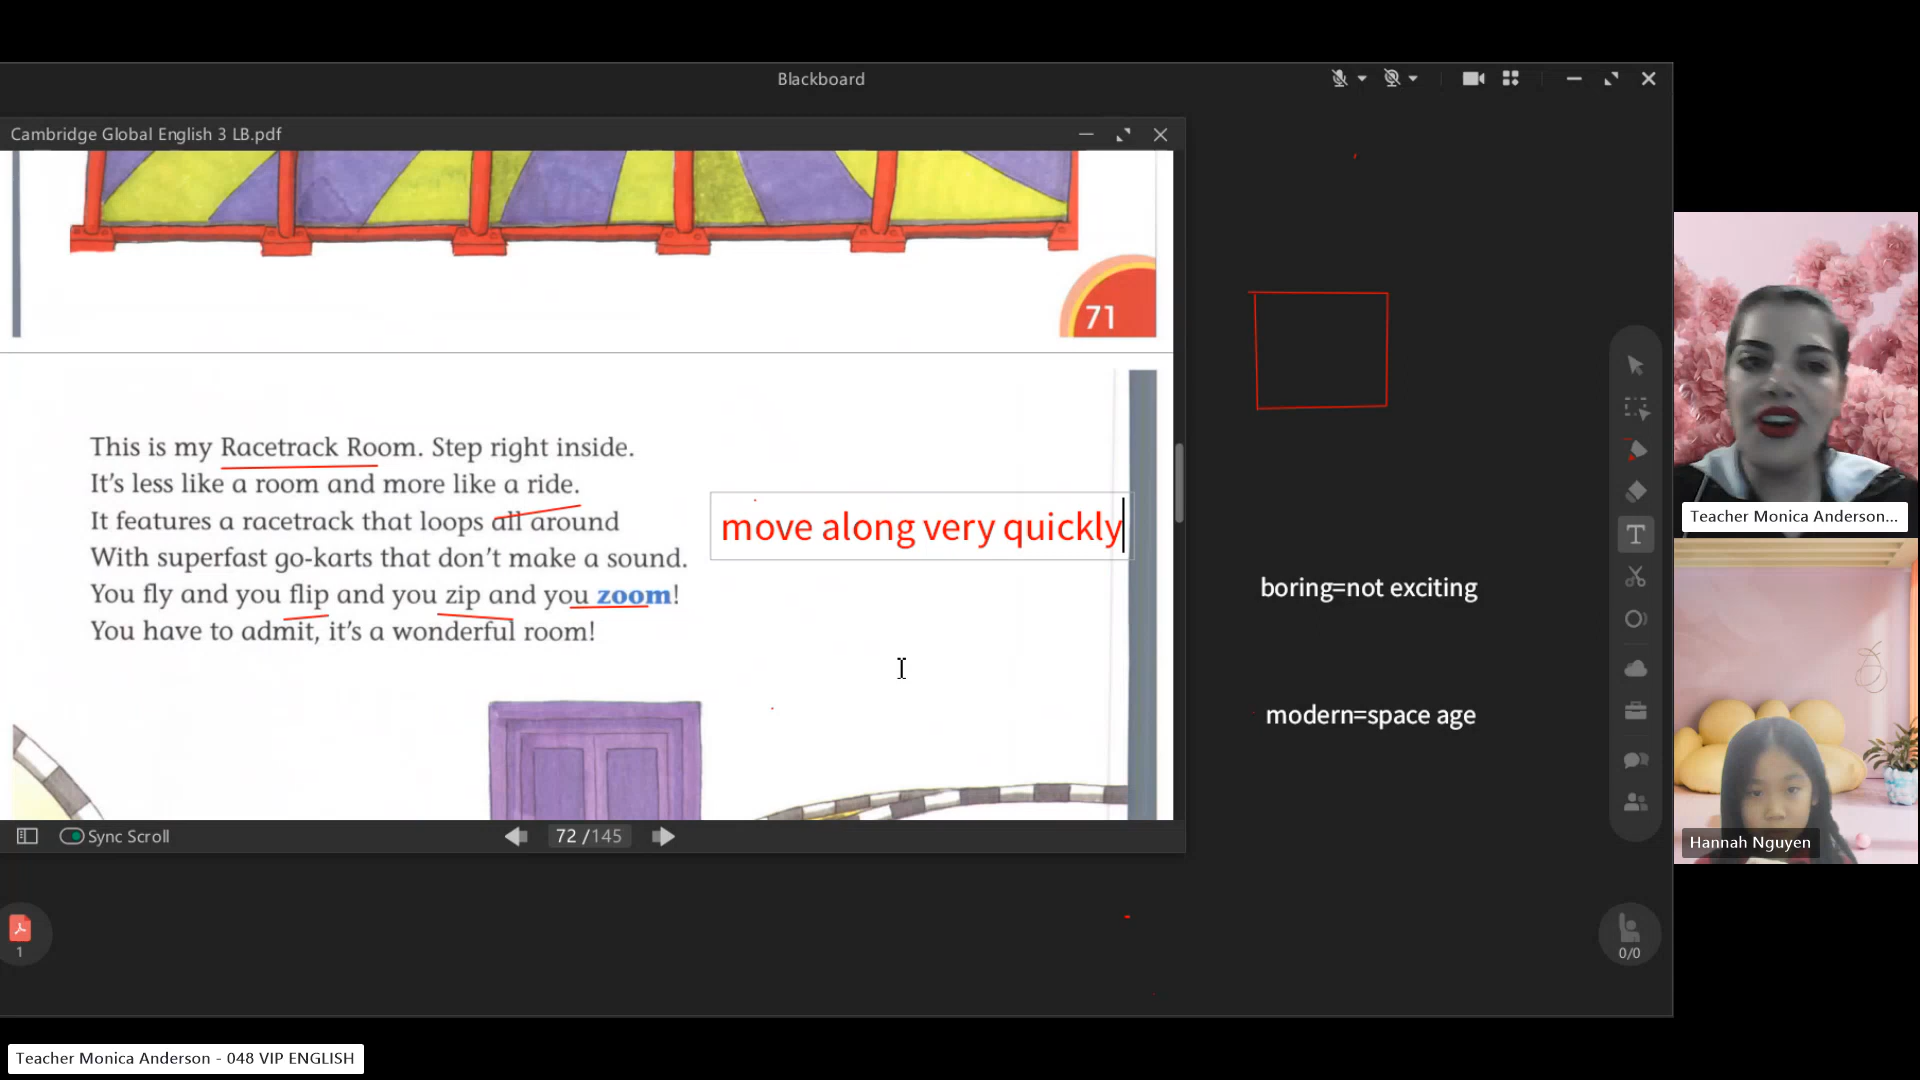 Blackboard
Cambridge Global English 3 LB.pdf
71
This is my Racetrack Room. Step right inside.
It's less like a room and more like a ride.
It features a racetrack that loops all around
With superfast go-karts that don't make a sound.
You fly and you flip and you zip and you zoom!
You have to admit, it's a wonderful room!
move along very quickly
boring=not exciting
modern=space age
Teacher Monica Anderson...
Hannah Nguyen
Sync Scroll
72 /145
1
0/0
T
Teacher Monica Anderson - 048 VIP ENGLISH